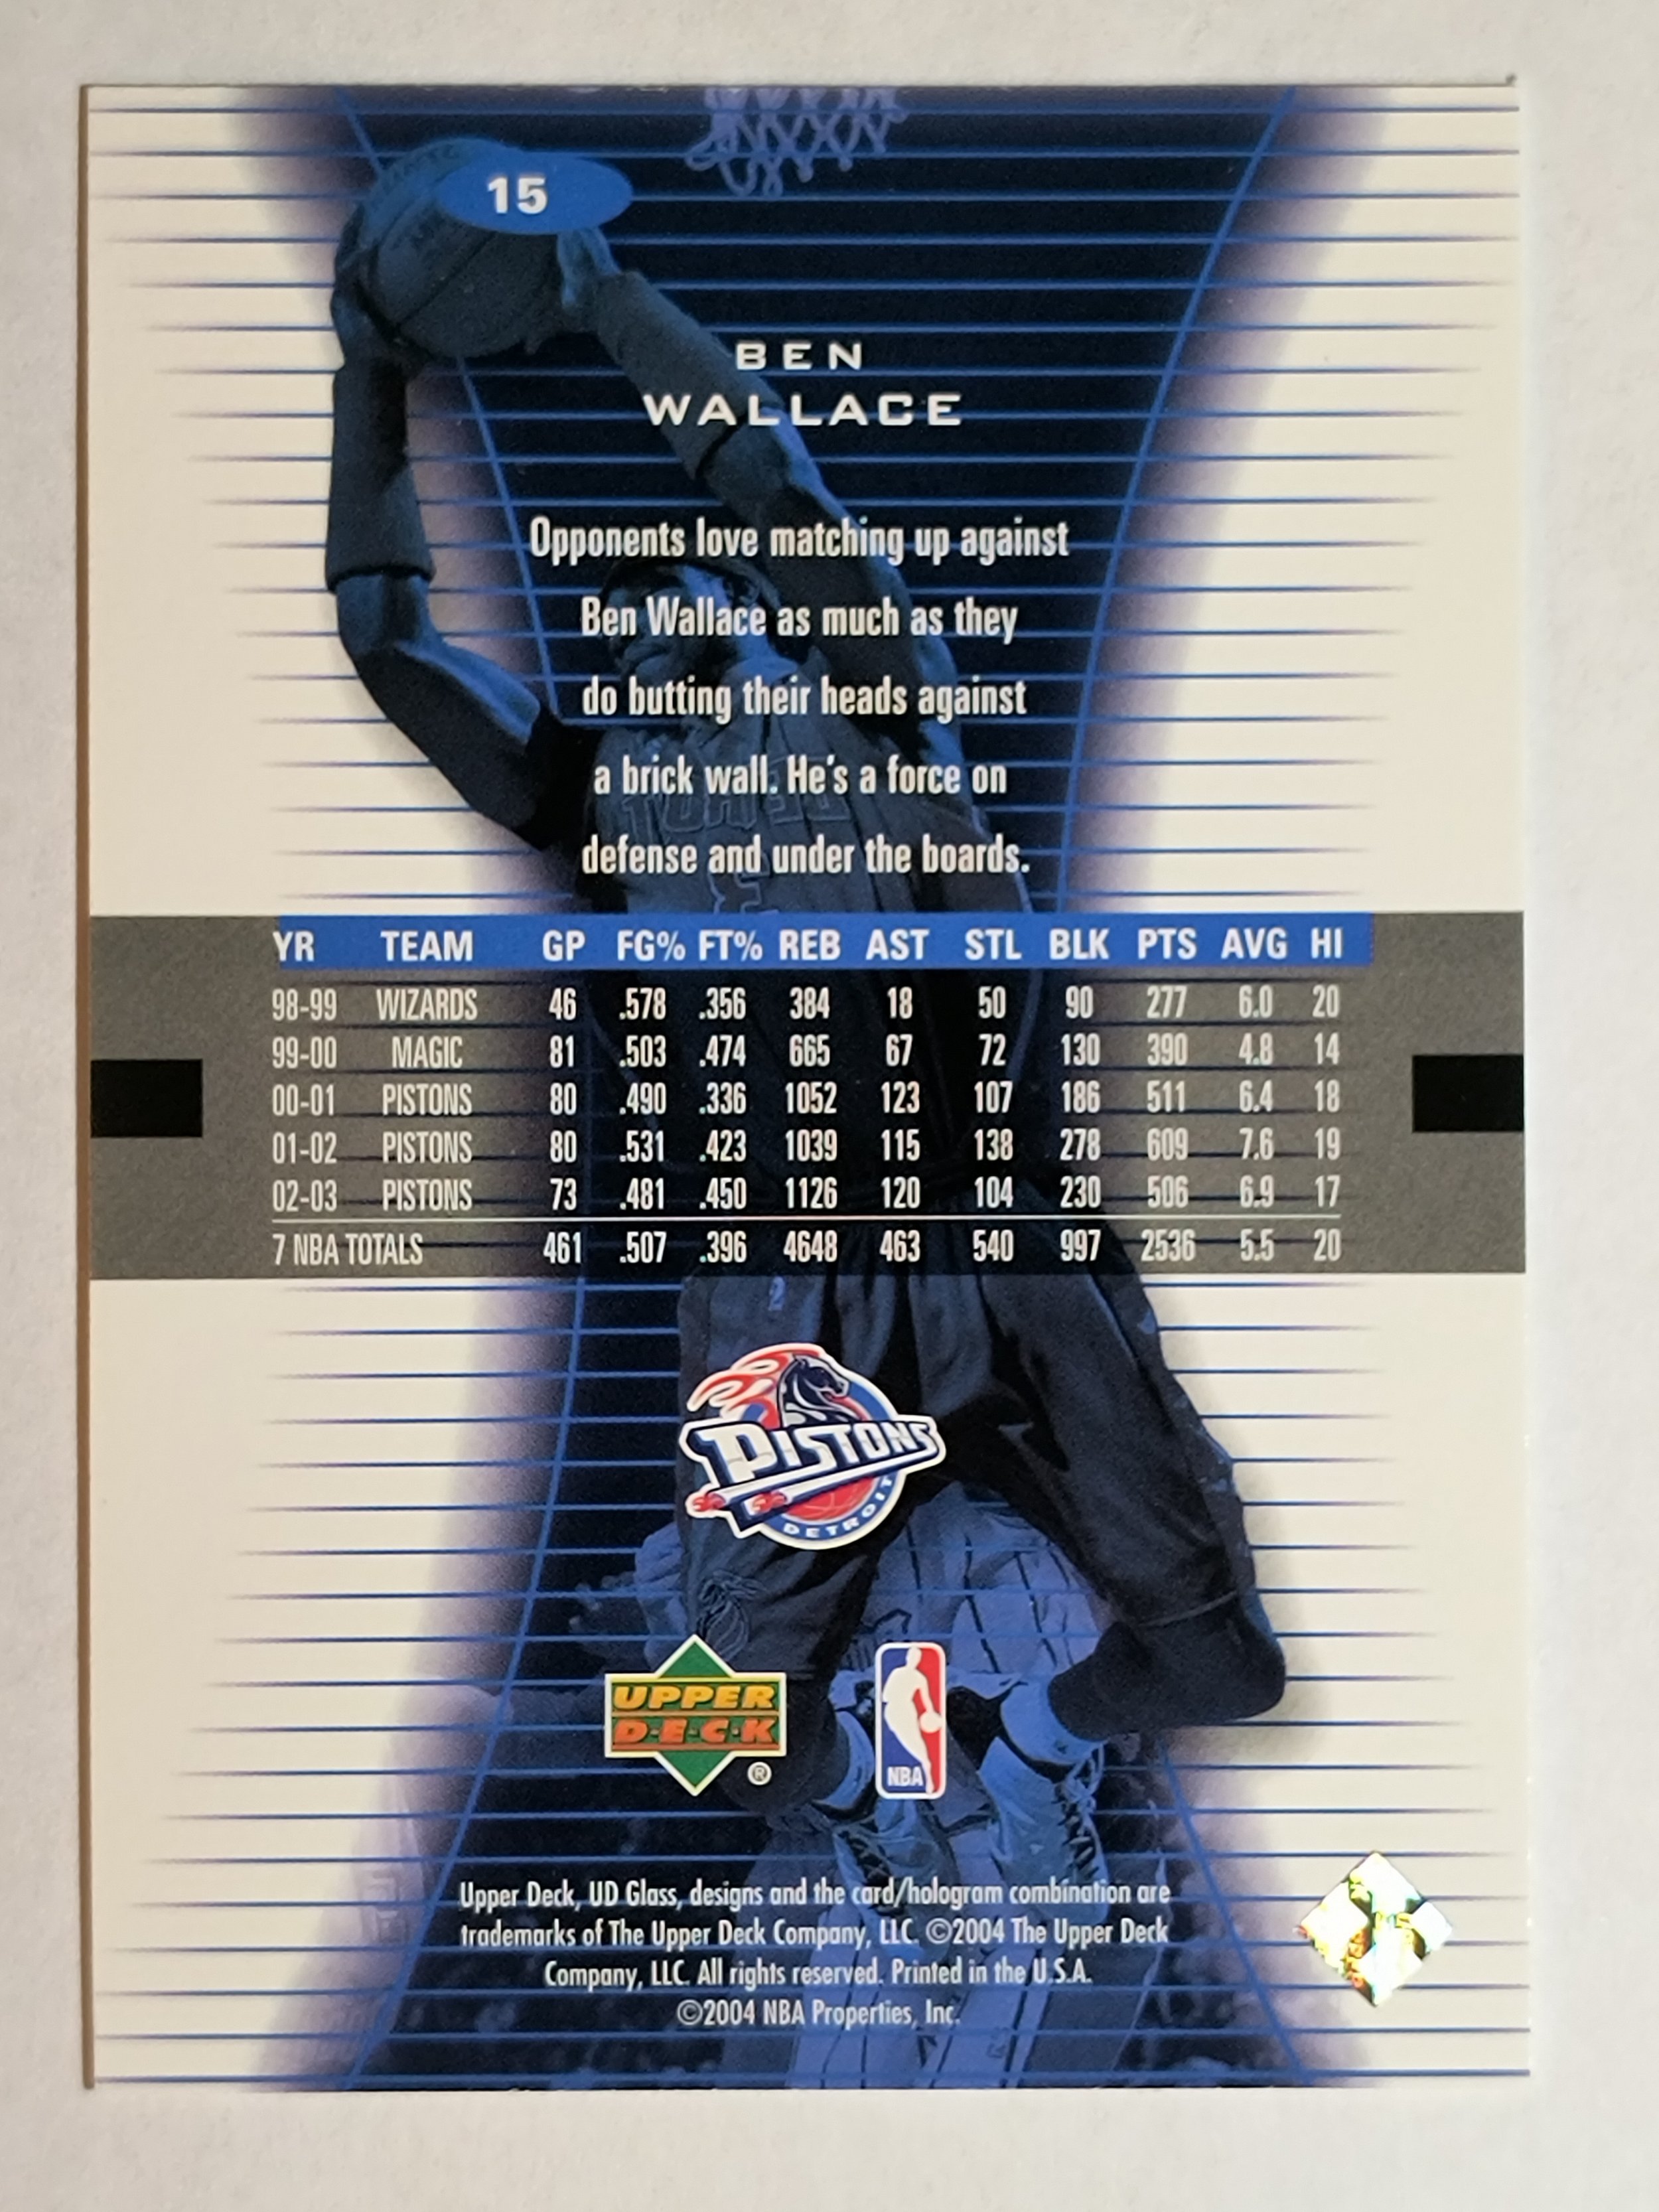 15
BEN
WALLACE
Opponents love matching up against
Ben Wallace as much as they
do butting their heads against
a brick wall. He's a force on
defense and under the boards.
YR TEAM GP FG% FT% REB AST STL BLK PTS AVG HI
98-99 WIZARDS 46 .578 .356 384 18 50 90 277 6.0 20
99-00 MAGIC 81 .503 .474 665 67 72 130 390 4.8 14
00-01 PISTONS 80 .490 .336 1052 123 107 186 511 6.4 18
01-02 PISTONS 80 .531 .423 1039 115 138 278 609 7.6 19
02-03 PISTONS 73 .481 .450 1126 120 104 230 506 6.9 17
7 NBA TOTALS 461 .507 .396 4648 463 540 997 2536 5.5 20
PISTONS
DETROIT
UPPER
D·E·C·K
®
NBA
Upper Deck, UD Glass, designs and the card/hologram combination are
trademarks of The Upper Deck Company, LLC. ©2004 The Upper Deck
Company, LLC. All rights reserved. Printed in the U.S.A.
©2004 NBA Properties, Inc.